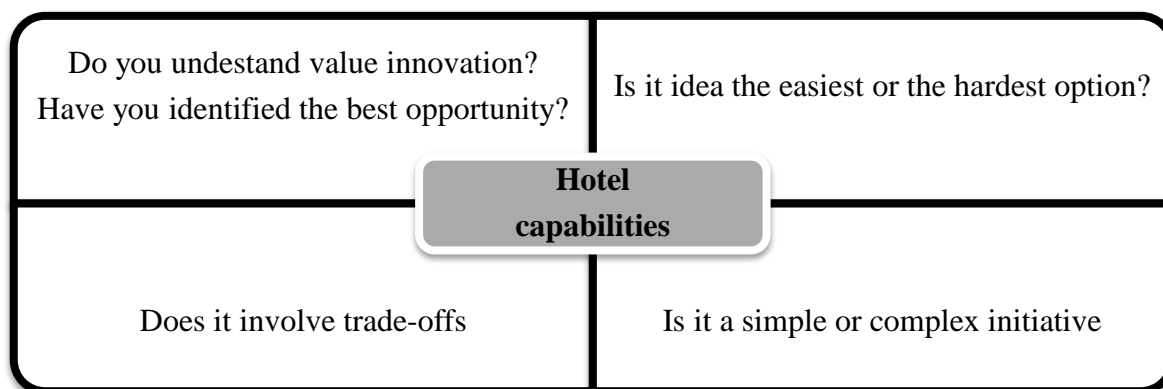 Do you undestand value innovation?
Have you identified the best opportunity?
Is it idea the easiest or the hardest option?
Hotel
capabilities
Does it involve trade-offs
Is it a simple or complex initiative